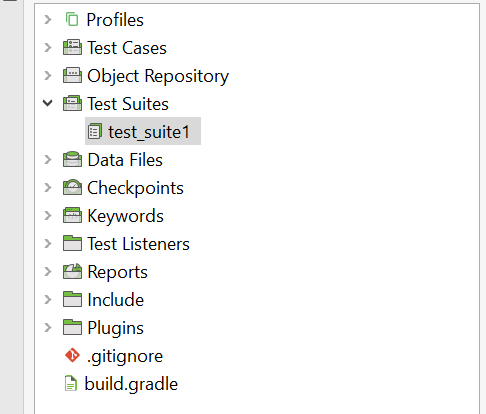 Profiles
Test Cases
Object Repository
Test Suites
test_suite1
Data Files
Checkpoints
Keywords
Test Listeners
Reports
Include
Plugins
.gitignore
build.gradle